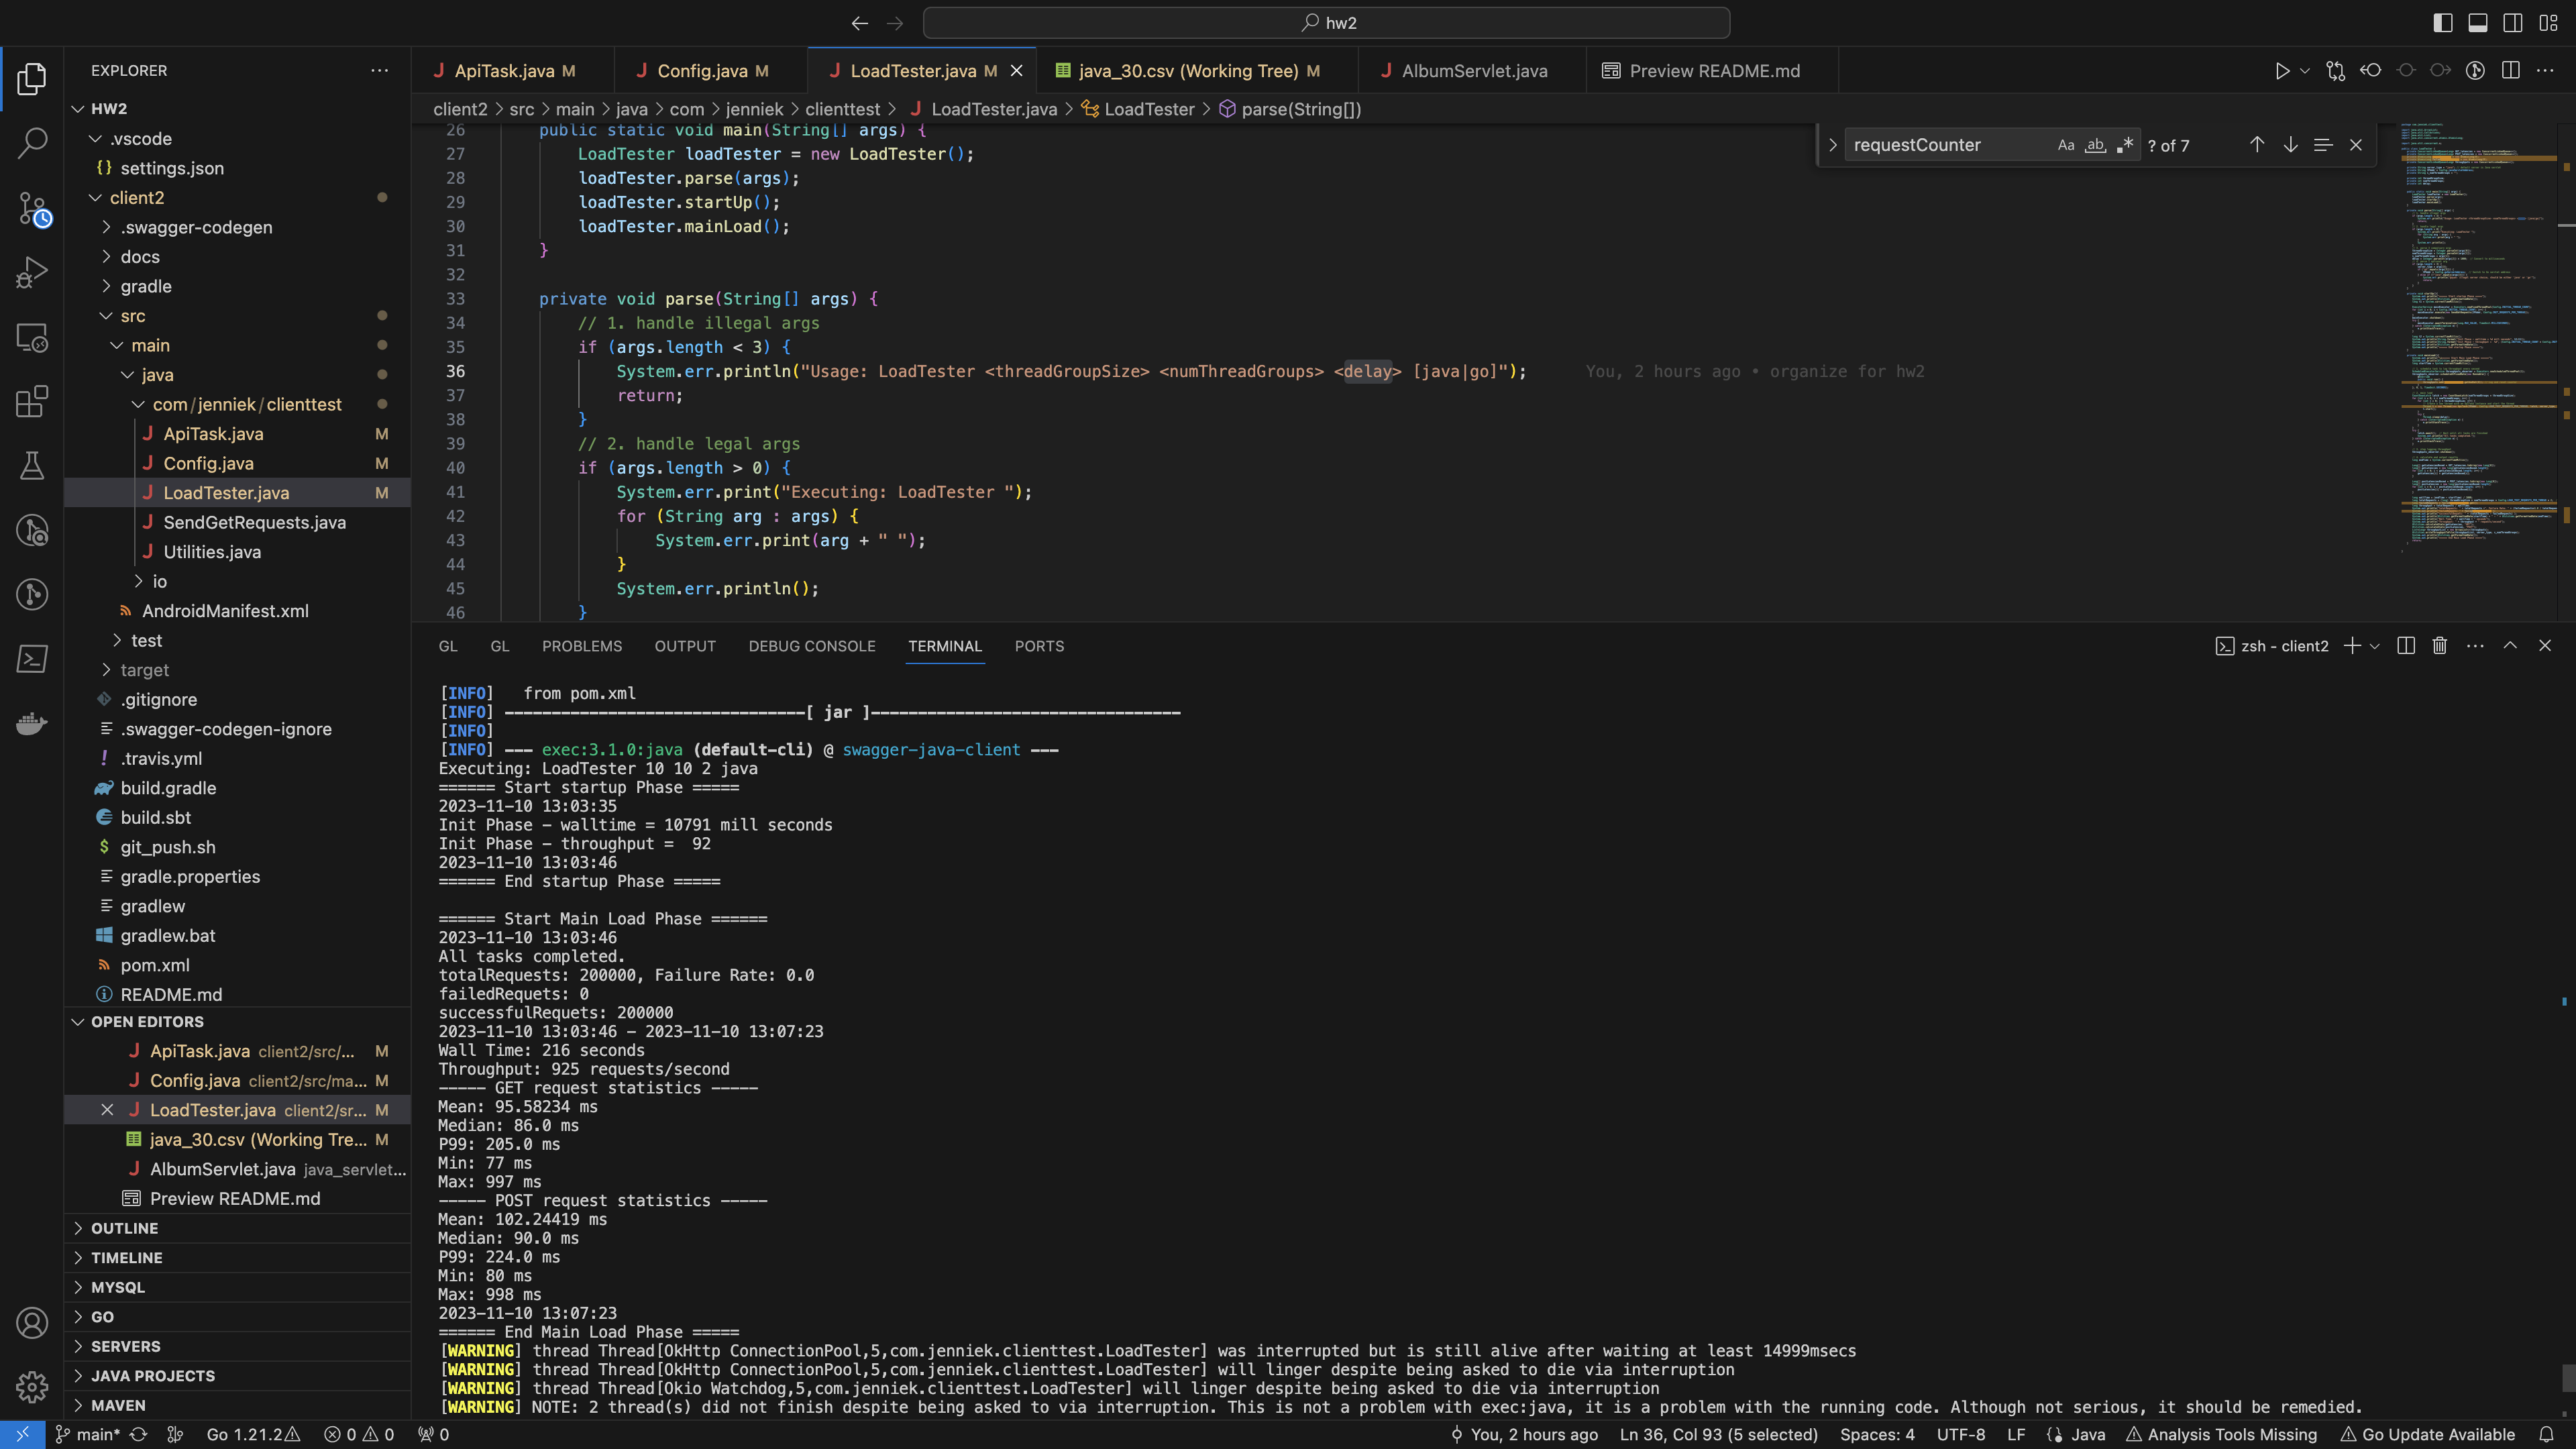 hw2
EXPLORER
HW2
.vscode
{} settings.json
client2
.swagger-codegen
docs
gradle
src
main
java
com/jenniek/clienttest
J ApiTask.java M
J Config.java M
J LoadTester.java M
J SendGetRequests.java
J Utilities.java
io
AndroidManifest.xml
test
target
.gitignore
.swagger-codegen-ignore
! .travis.yml
build.gradle
build.sbt
$ git_push.sh
gradle.properties
gradlew
gradlew.bat
pom.xml
README.md
OPEN EDITORS
J ApiTask.java client2/src/... M
J Config.java client2/src/ma... M
J LoadTester.java client2/sr... M
java_30.csv (Working Tre... M
J AlbumServlet.java java_servlet...
Preview README.md
OUTLINE
TIMELINE
MYSQL
GO
SERVERS
JAVA PROJECTS
MAVEN
J ApiTask.java M
J Config.java M
J LoadTester.java M
java_30.csv (Working Tree) M
J AlbumServlet.java
Preview README.md
client2 > src > main > java > com > jenniek > clienttest > J LoadTester.java > LoadTester > parse(String[])
requestCounter Aa ab .* ? of 7
26 public static void main(String[] args) {
27 LoadTester loadTester = new LoadTester();
28 loadTester.parse(args);
29 loadTester.startUp();
30 loadTester.mainLoad();
31 }
32
33 private void parse(String[] args) {
34 // 1. handle illegal args
35 if (args.length < 3) {
36 System.err.println("Usage: LoadTester <threadGroupSize> <numThreadGroups> <delay> [java|go]"); You, 2 hours ago • organize for hw2
37 return;
38 }
39 // 2. handle legal args
40 if (args.length > 0) {
41 System.err.print("Executing: LoadTester ");
42 for (String arg : args) {
43 System.err.print(arg + " ");
44 }
45 System.err.println();
46 }
GL GL PROBLEMS OUTPUT DEBUG CONSOLE TERMINAL PORTS
zsh - client2
[INFO]   from pom.xml
[INFO] --------------------------------[ jar ]---------------------------------
[INFO]
[INFO] --- exec:3.1.0:java (default-cli) @ swagger-java-client ---
Executing: LoadTester 10 10 2 java
====== Start startup Phase =====
2023-11-10 13:03:35
Init Phase - walltime = 10791 mill seconds
Init Phase - throughput =  92
2023-11-10 13:03:46
====== End startup Phase =====
====== Start Main Load Phase ======
2023-11-10 13:03:46
All tasks completed.
totalRequests: 200000, Failure Rate: 0.0
failedRequets: 0
successfulRequets: 200000
2023-11-10 13:03:46 - 2023-11-10 13:07:23
Wall Time: 216 seconds
Throughput: 925 requests/second
----- GET request statistics -----
Mean: 95.58234 ms
Median: 86.0 ms
P99: 205.0 ms
Min: 77 ms
Max: 997 ms
----- POST request statistics -----
Mean: 102.24419 ms
Median: 90.0 ms
P99: 224.0 ms
Min: 80 ms
Max: 998 ms
2023-11-10 13:07:23
====== End Main Load Phase =====
[WARNING] thread Thread[OkHttp ConnectionPool,5,com.jenniek.clienttest.LoadTester] was interrupted but is still alive after waiting at least 14999msecs
[WARNING] thread Thread[OkHttp ConnectionPool,5,com.jenniek.clienttest.LoadTester] will linger despite being asked to die via interruption
[WARNING] thread Thread[Okio Watchdog,5,com.jenniek.clienttest.LoadTester] will linger despite being asked to die via interruption
[WARNING] NOTE: 2 thread(s) did not finish despite being asked to via interruption. This is not a problem with exec:java, it is a problem with the running code. Although not serious, it should be remedied.
main* Go 1.21.2 0 0 0 You, 2 hours ago Ln 36, Col 93 (5 selected) Spaces: 4 UTF-8 LF Java Analysis Tools Missing Go Update Available